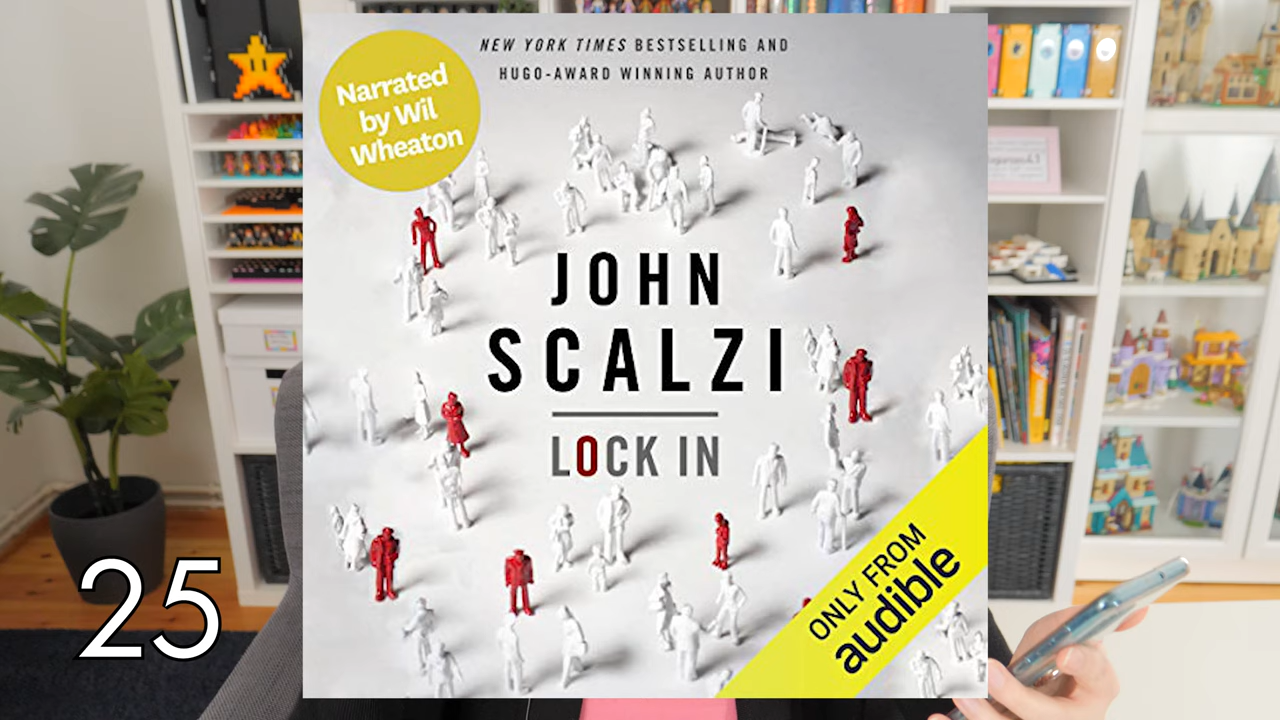 NEW YORK TIMES BESTSELLING AND
HUGO-AWARD WINNING AUTHOR
Narrated
by Wil
Wheaton
JOHN
SCALZI
LOCK IN
ONLY FROM
audible
25